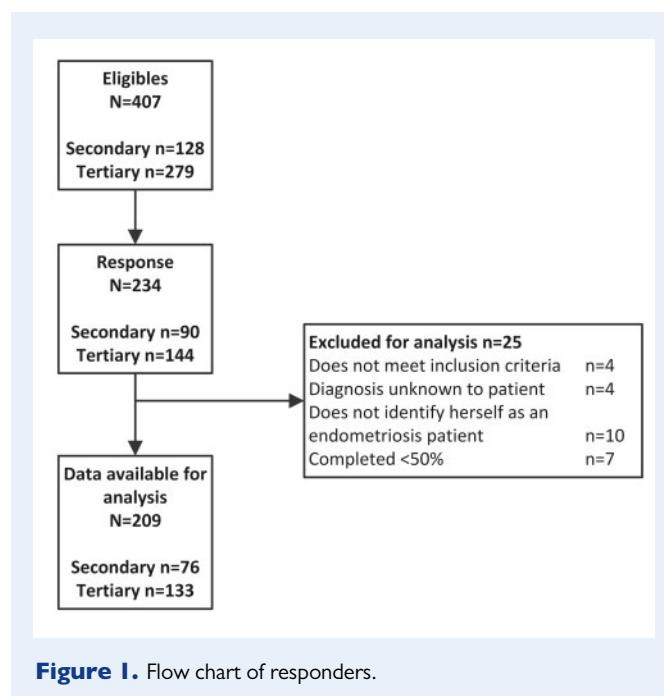 Eligibles
N=407
Secondary n=128
Tertiary n=279
Response
N=234
Secondary n=90
Tertiary n=144
Excluded for analysis n=25
Does not meet inclusion criteria n=4
Diagnosis unknown to patient n=4
Does not identify herself as an
endometriosis patient n=10
Completed <50% n=7
Data available for
analysis
N=209
Secondary n=76
Tertiary n=133
Figure 1. Flow chart of responders.